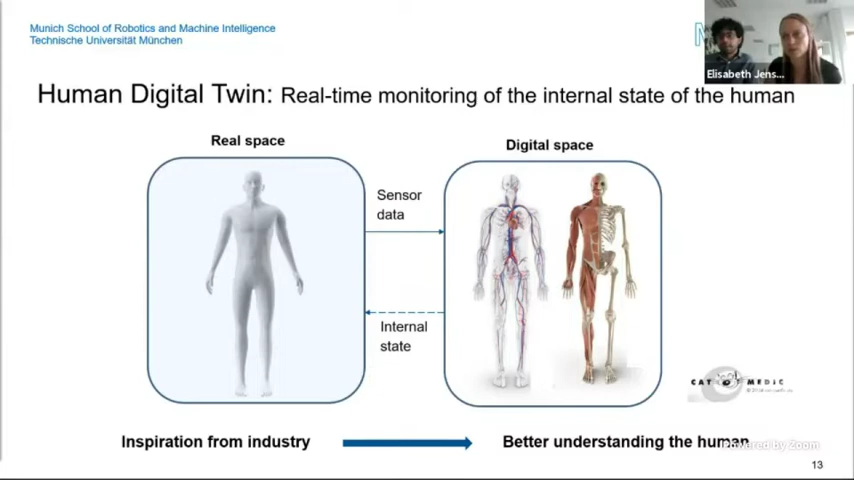 Munich School of Robotics and Machine Intelligence
Technische Universität München
Elisabeth Jens...
Human Digital Twin: Real-time monitoring of the internal state of the human
Real space
Digital space
Sensor
data
Internal
state
CAT MEDIC
Inspiration from industry
Better understanding the human
Powered by Zoom
13